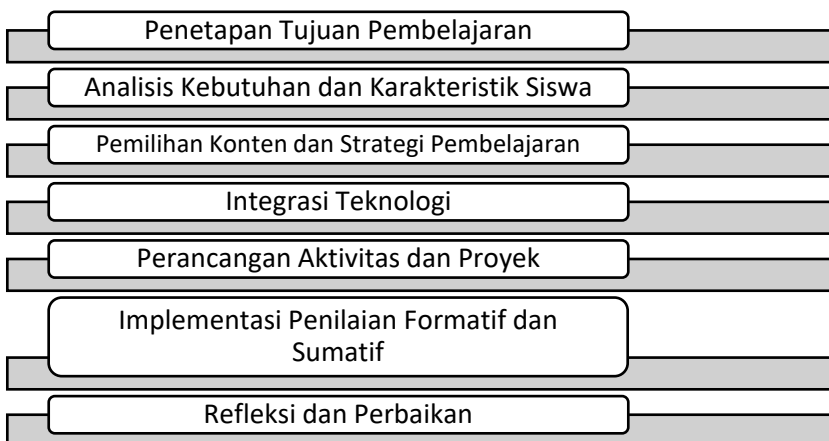 Penetapan Tujuan Pembelajaran
Analisis Kebutuhan dan Karakteristik Siswa
Pemilihan Konten dan Strategi Pembelajaran
Integrasi Teknologi
Perancangan Aktivitas dan Proyek
Implementasi Penilaian Formatif dan
Sumatif
Refleksi dan Perbaikan